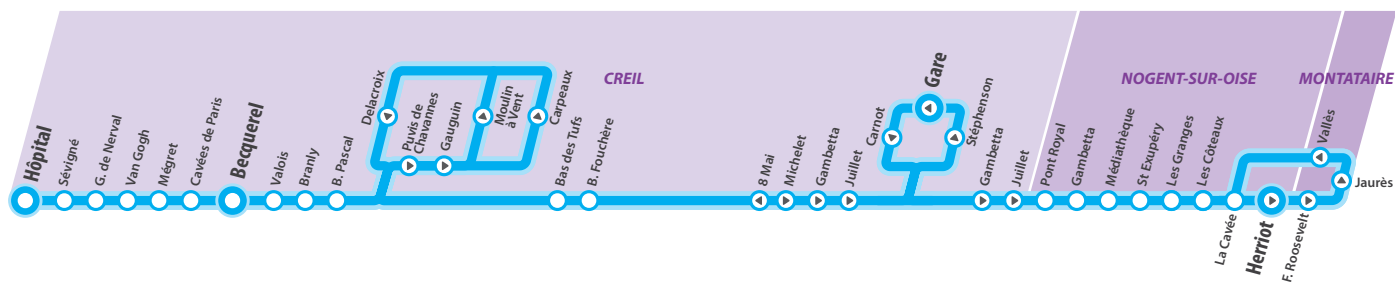 CREIL
NOGENT-SUR-OISE
MONTATAIRE
Hôpital
Sévigné
G. de Nerval
Van Gogh
Mégret
Cavées de Paris
Becquerel
Valois
Branly
B. Pascal
Delacroix
Puvis de
Chavannes
Gauguin
Moulin
à Vent
Carpeaux
Bas des Tufs
B. Fouchère
8 Mai
Michelet
Gambetta
Juillet
Carnot
Gare
Stéphenson
Gambetta
Juillet
Pont Royal
Gambetta
Médiathèque
St Exupéry
Les Granges
Les Côteaux
La Cavée
Herriot
F. Roosevelt
Jaurès
Vallès